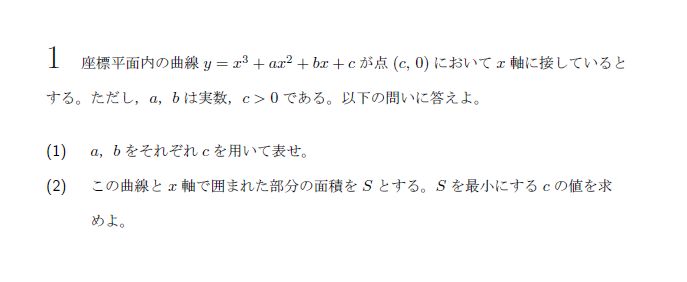 1 座標平面内の曲線 y = x³ + ax² + bx + c が点 (c, 0) において x 軸に接していると
する。ただし, a, b は実数, c > 0 である。以下の問いに答えよ。
(1) a, b をそれぞれ c を用いて表せ。
(2) この曲線と x 軸で囲まれた部分の面積を S とする。S を最小にする c の値を求
めよ。